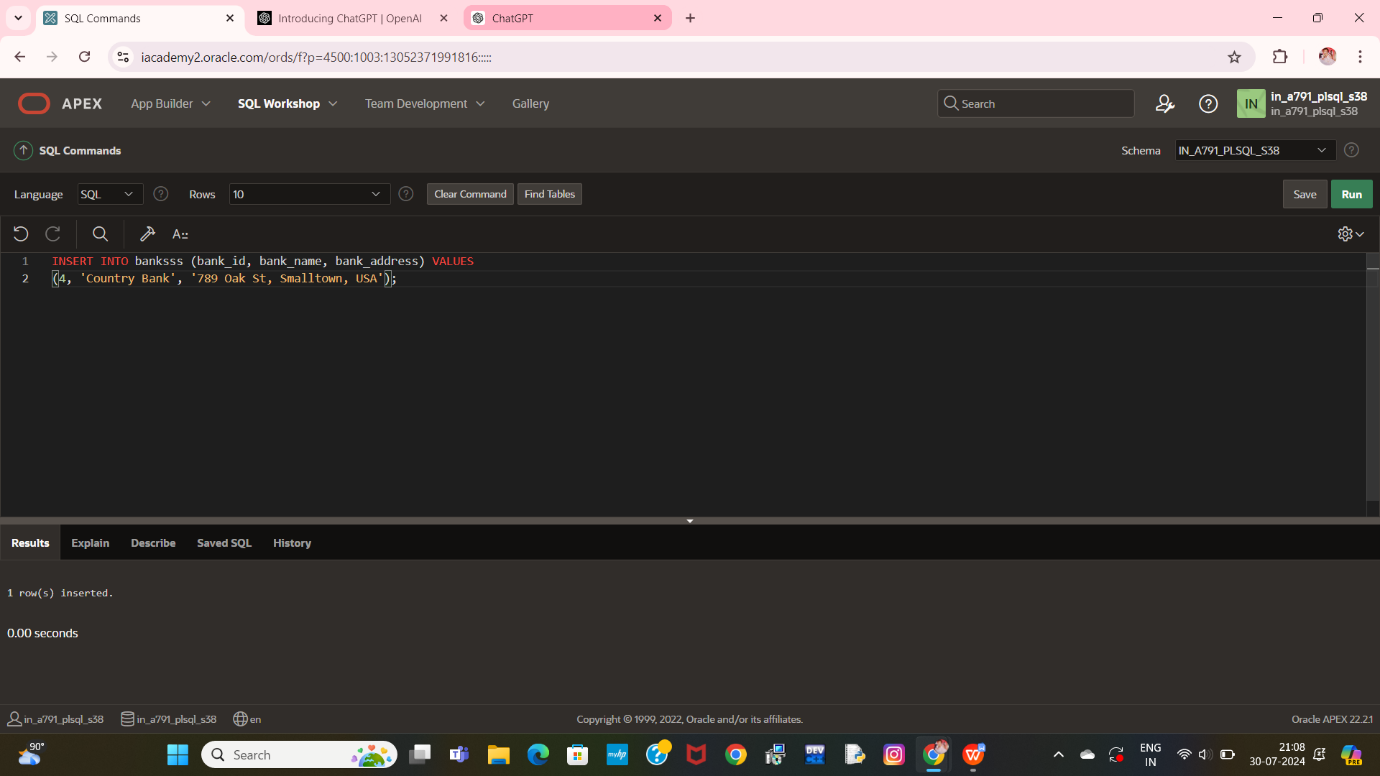 SQL Commands
Introducing ChatGPT | OpenAI
ChatGPT
iacademy2.oracle.com/ords/f?p=4500:1003:13052371991816:::::
APEX
App Builder
SQL Workshop
Team Development
Gallery
Search
IN
in_a791_plsql_s38
in_a791_plsql_s38
SQL Commands
Schema
IN_A791_PLSQL_S38
Language
SQL
Rows
10
Clear Command
Find Tables
Save
Run
A::
1 INSERT INTO banksss (bank_id, bank_name, bank_address) VALUES
2 (4, 'Country Bank', '789 Oak St, Smalltown, USA');
Results
Explain
Describe
Saved SQL
History
1 row(s) inserted.
0.00 seconds
in_a791_plsql_s38
in_a791_plsql_s38
en
Copyright © 1999, 2022, Oracle and/or its affiliates.
Oracle APEX 22.2.1
90°
Search
myhp
DEV
ENG
IN
21:08
30-07-2024
PRE